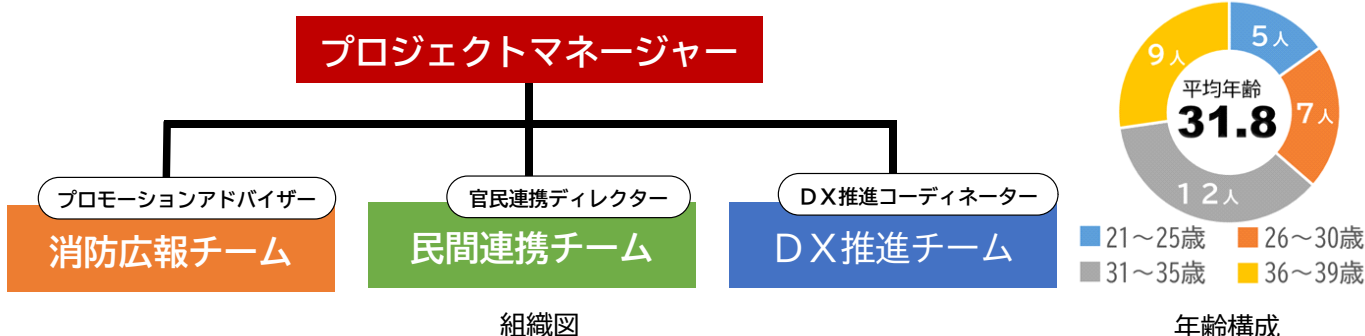 プロジェクトマネージャー
プロモーションアドバイザー
消防広報チーム
官民連携ディレクター
民間連携チーム
ＤＸ推進コーディネーター
ＤＸ推進チーム
組織図
5人
7人
１２人
9人
平均年齢
31.8
21～25歳
26～30歳
31～35歳
36～39歳
年齢構成